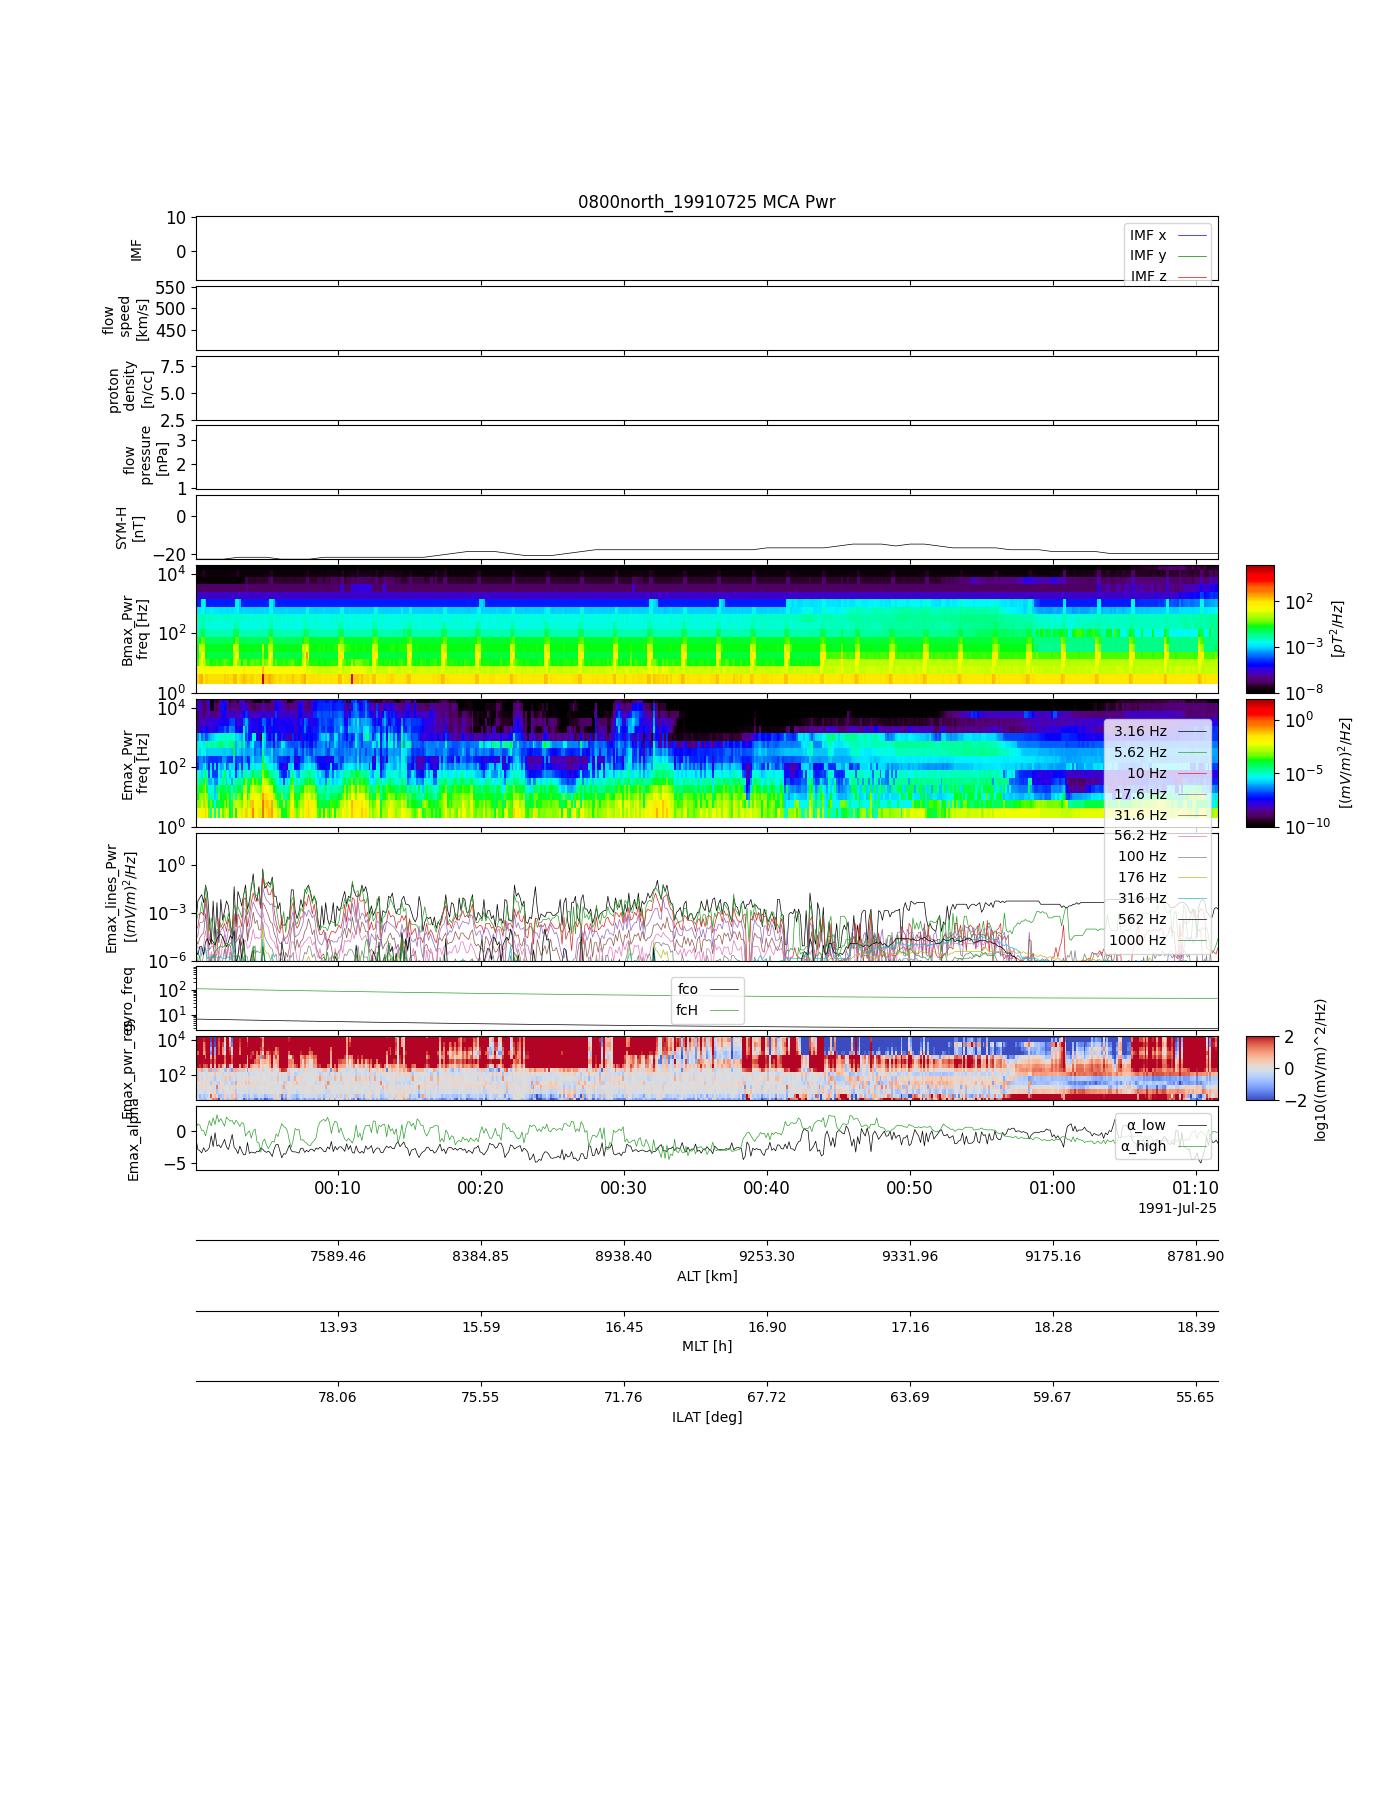 0800north_19910725 MCA Pwr
10
0
IMF
IMF x
IMF y
IMF z
550
500
450
flow
speed
[km/s]
7.5
5.0
2.5
proton
density
[n/cc]
3
2
1
flow
pressure
[nPa]
0
−20
SYM-H
[nT]
10^4
10^2
10^0
Bmax_Pwr
freq [Hz]
10^2
10^−3
10^−8
[pT^2/Hz]
10^4
10^2
10^0
Emax_Pwr
freq [Hz]
10^0
10^−5
10^−10
[(mV/m)^2/Hz]
3.16 Hz
5.62 Hz
10 Hz
17.6 Hz
31.6 Hz
56.2 Hz
100 Hz
176 Hz
316 Hz
562 Hz
1000 Hz
10^0
10^−3
10^−6
Emax_lines_Pwr
[(mV/m)^2/Hz]
10^2
10^1
gyro_freq
fco
fcH
10^4
10^2
Emax_pwr_reg
2
0
−2
log10((mV/m)^2/Hz)
0
−5
Emax_alpha
α_low
α_high
00:10 00:20 00:30 00:40 00:50 01:00 01:10
1991-Jul-25
7589.46 8384.85 8938.40 9253.30 9331.96 9175.16 8781.90
ALT [km]
13.93 15.59 16.45 16.90 17.16 18.28 18.39
MLT [h]
78.06 75.55 71.76 67.72 63.69 59.67 55.65
ILAT [deg]